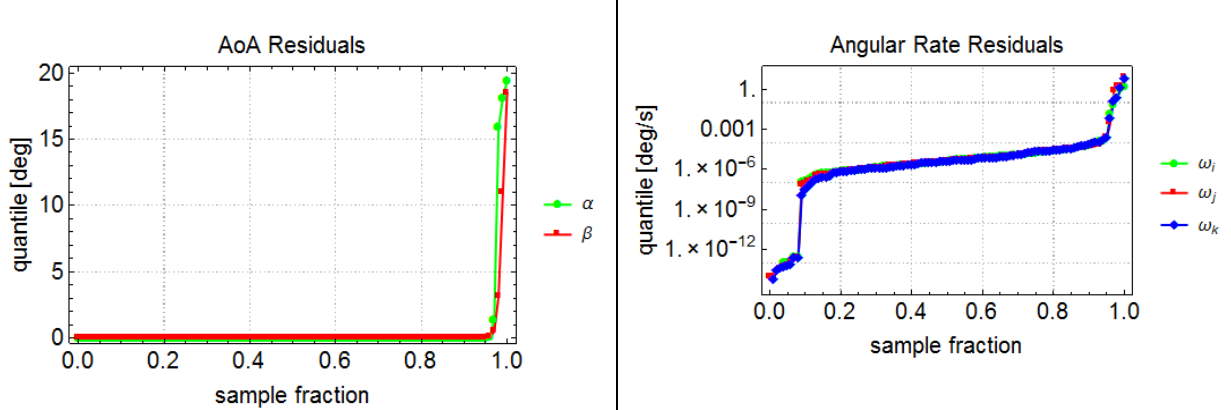 AoA Residuals
quantile [deg]
20
15
10
5
0
0.0 0.2 0.4 0.6 0.8 1.0
sample fraction
α
β
Angular Rate Residuals
quantile [deg/s]
1.
0.001
1.×10⁻⁶
1.×10⁻⁹
1.×10⁻¹²
0.0 0.2 0.4 0.6 0.8 1.0
sample fraction
ωᵢ
ωⱼ
ωₖ